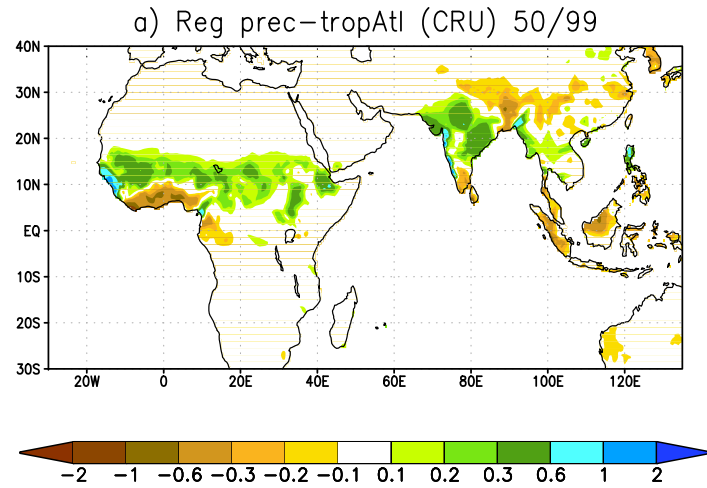 a) Reg prec-tropAtl (CRU) 50/99
40N
30N
20N
10N
EQ
10S
20S
30S
20W 0 20E 40E 60E 80E 100E 120E
-2 -1 -0.6 -0.3 -0.2 -0.1 0.1 0.2 0.3 0.6 1 2